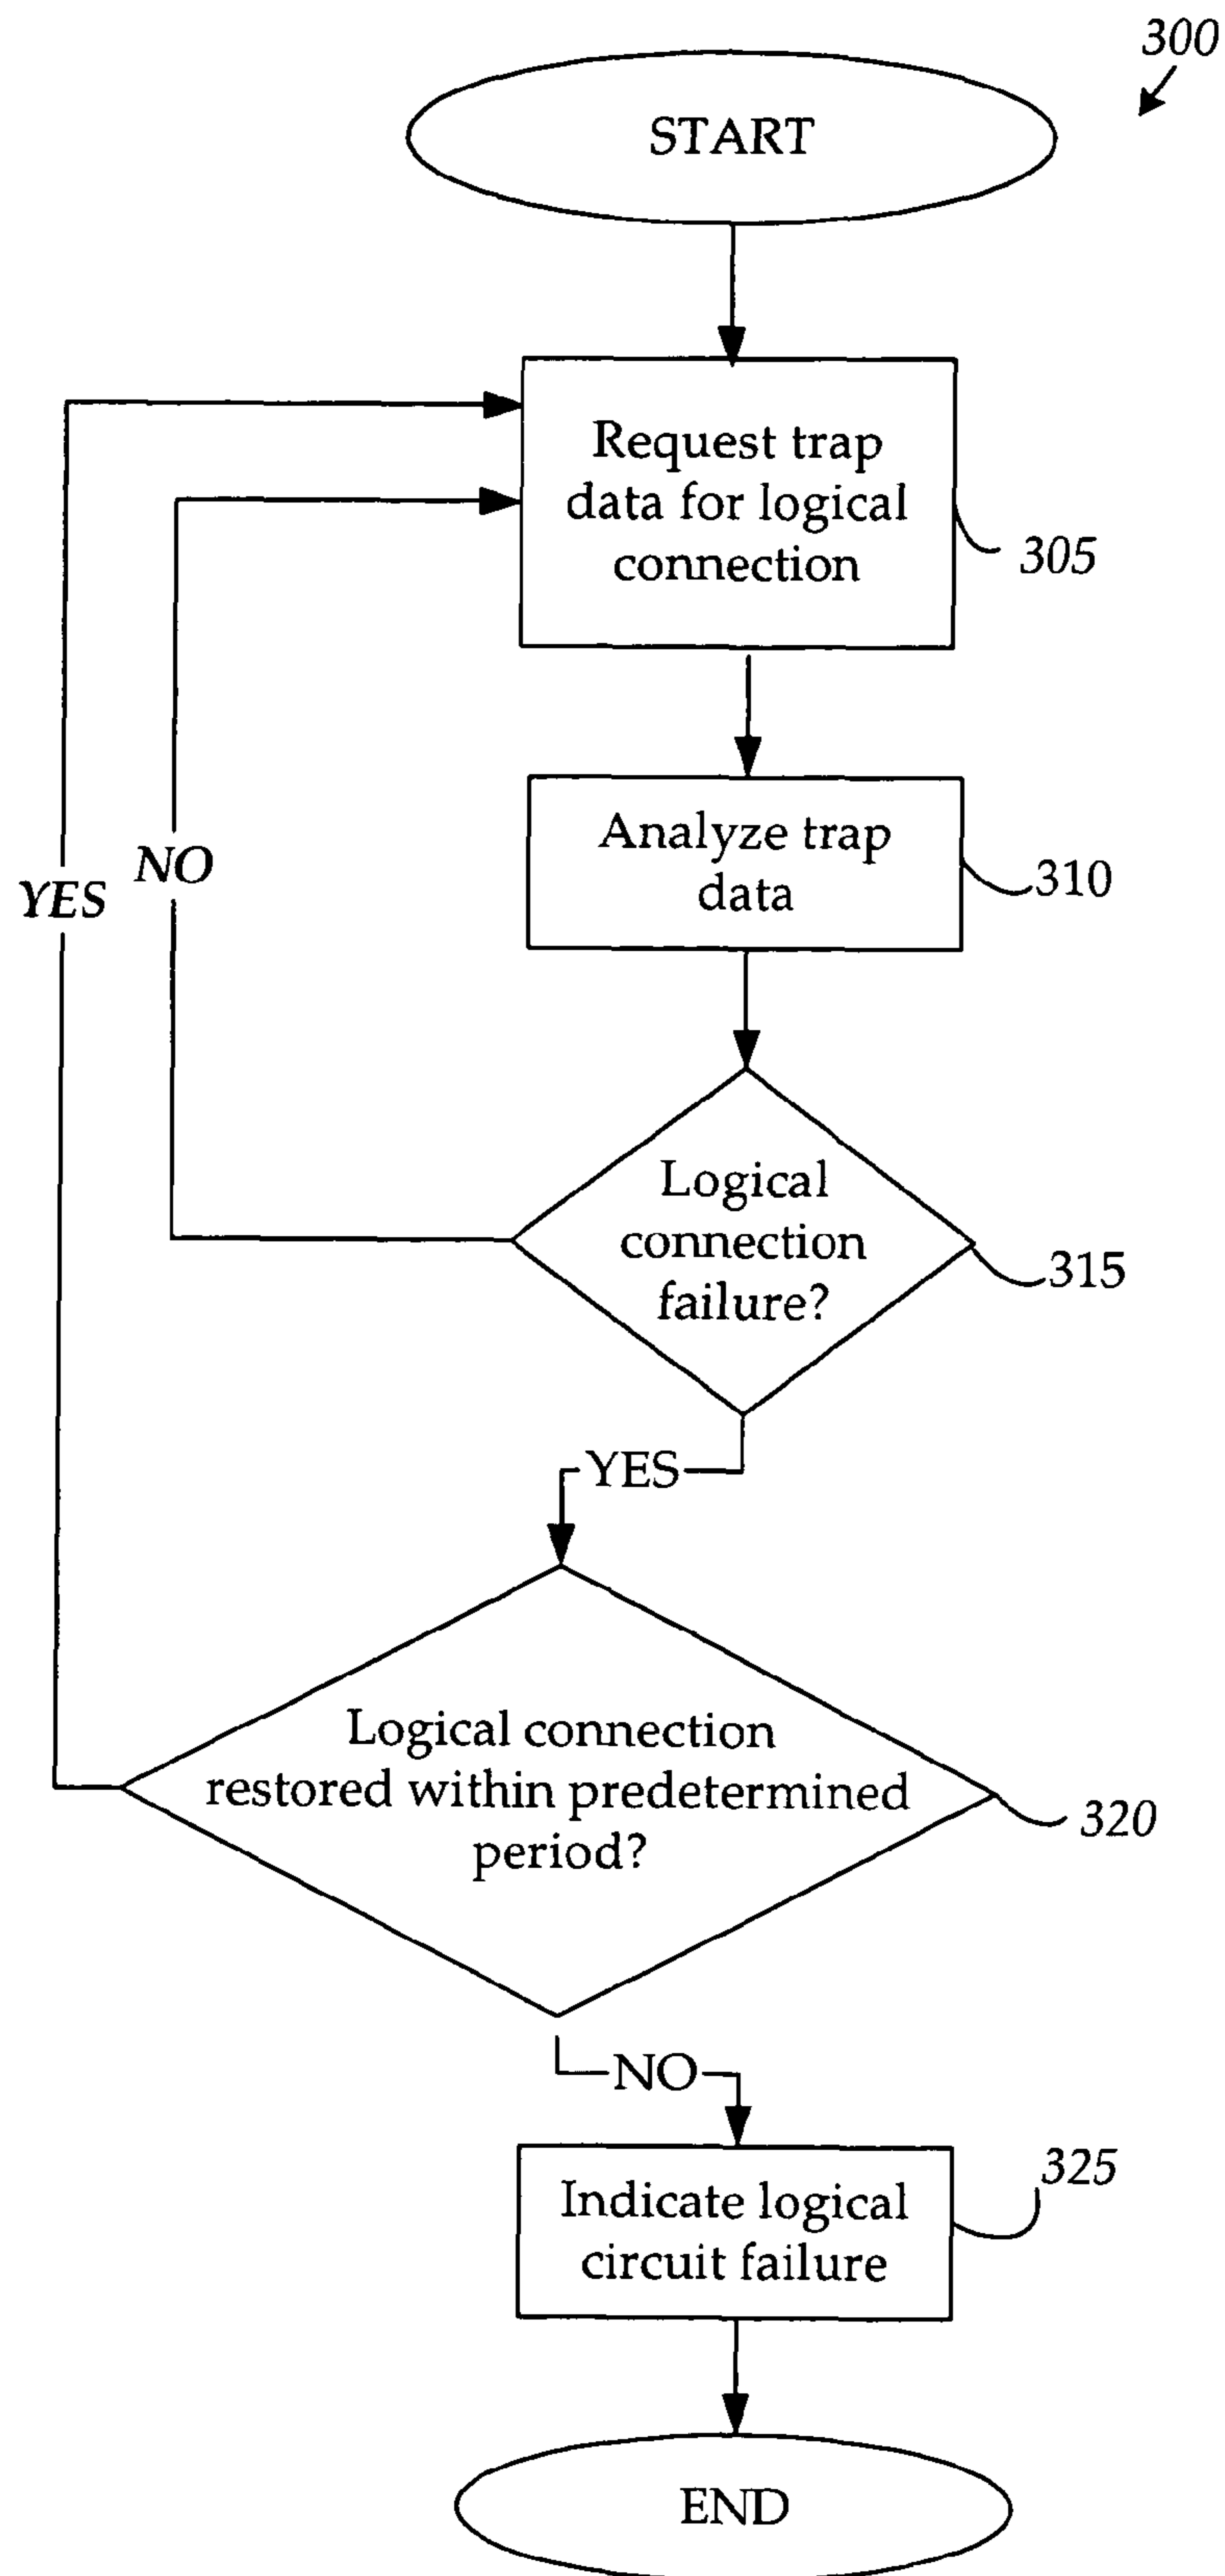 300
START
Request trap
data for logical
connection
305
Analyze trap
data
310
NO
YES
Logical
connection
failure?
315
YES
Logical connection
restored within predetermined
period?
320
NO
325
Indicate logical
circuit failure
END